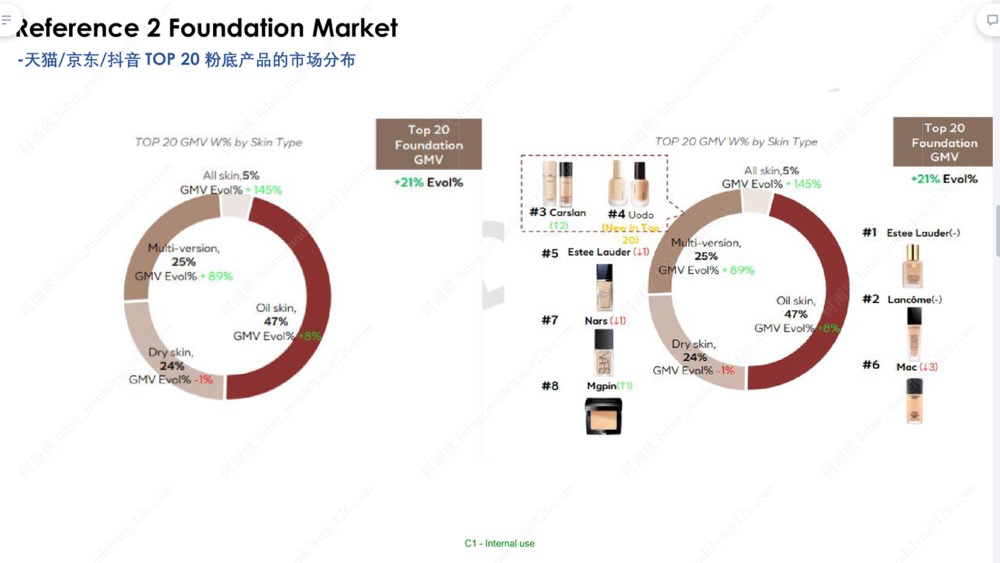 Reference 2 Foundation Market
-天猫/京东/抖音 TOP 20 粉底产品的市场分布
TOP 20 GMV W% by Skin Type
Top 20
Foundation
GMV
+21% Evol%
All skin,5%
GMV Evol% + 145%
Multi-version,
25%
GMV Evol% + 89%
Oil skin,
47%
GMV Evol% +8%
Dry skin,
24%
GMV Evol% -1%
TOP 20 GMV W% by Skin Type
Top 20
Foundation
GMV
+21% Evol%
All skin,5%
GMV Evol% + 145%
#3 Carslan
(↑2)
#4 Uodo
(New In Top
20)
Multi-version,
25%
GMV Evol% + 89%
#5 Estee Lauder (↓1)
#7 Nars (↓1)
NARS
#8 Mgpin(↑1)
Oil skin,
47%
GMV Evol% +8%
Dry skin,
24%
GMV Evol% -1%
#1 Estee Lauder(-)
#2 Lancôme(-)
#6 Mac (↓3)
C1 - Internal use